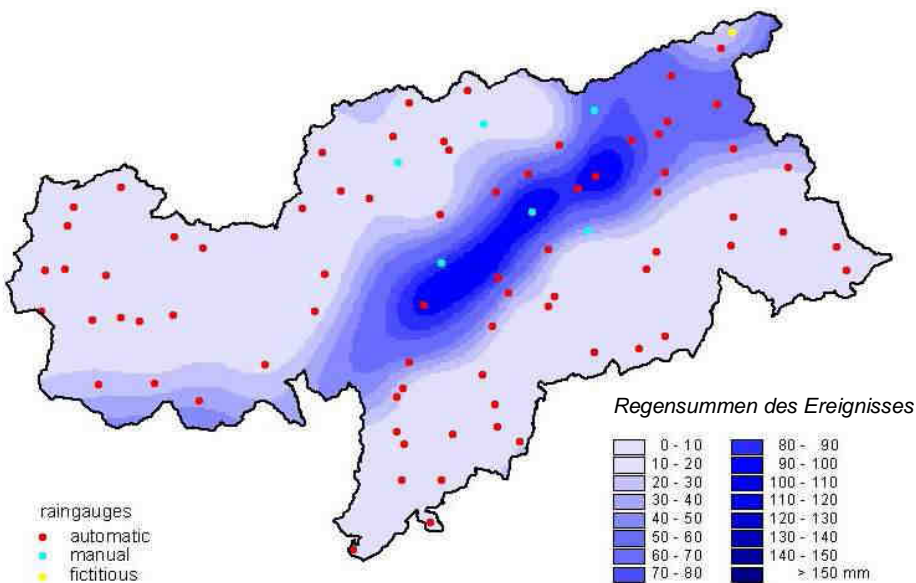 Regensummen des Ereignisses
0 - 10
10 - 20
20 - 30
30 - 40
40 - 50
50 - 60
60 - 70
70 - 80
80 - 90
90 - 100
100 - 110
110 - 120
120 - 130
130 - 140
140 - 150
> 150 mm
raingauges
automatic
manual
fictitious